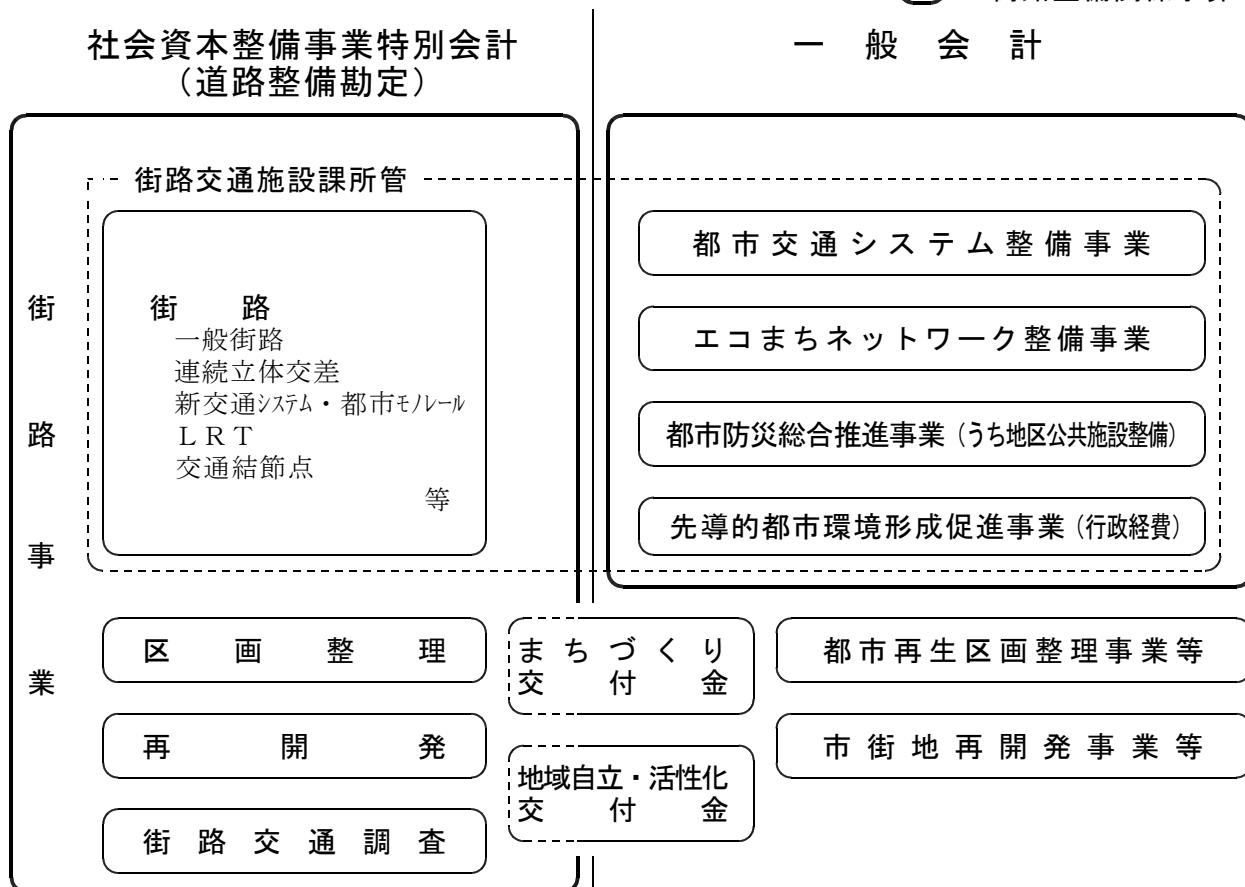 社会資本整備事業特別会計
（道路整備勘定）
一般会計
街路事業
街路交通施設課所管
街路
一般街路
連続立体交差
新交通ｼｽﾃﾑ・都市ﾓﾉﾚｰﾙ
ＬＲＴ
交通結節点
等
都市交通システム整備事業
エコまちネットワーク整備事業
都市防災総合推進事業（うち地区公共施設整備）
先導的都市環境形成促進事業（行政経費）
区画整理
再開発
街路交通調査
まちづくり
交付金
地域自立・活性化
交付金
都市再生区画整理事業等
市街地再開発事業等